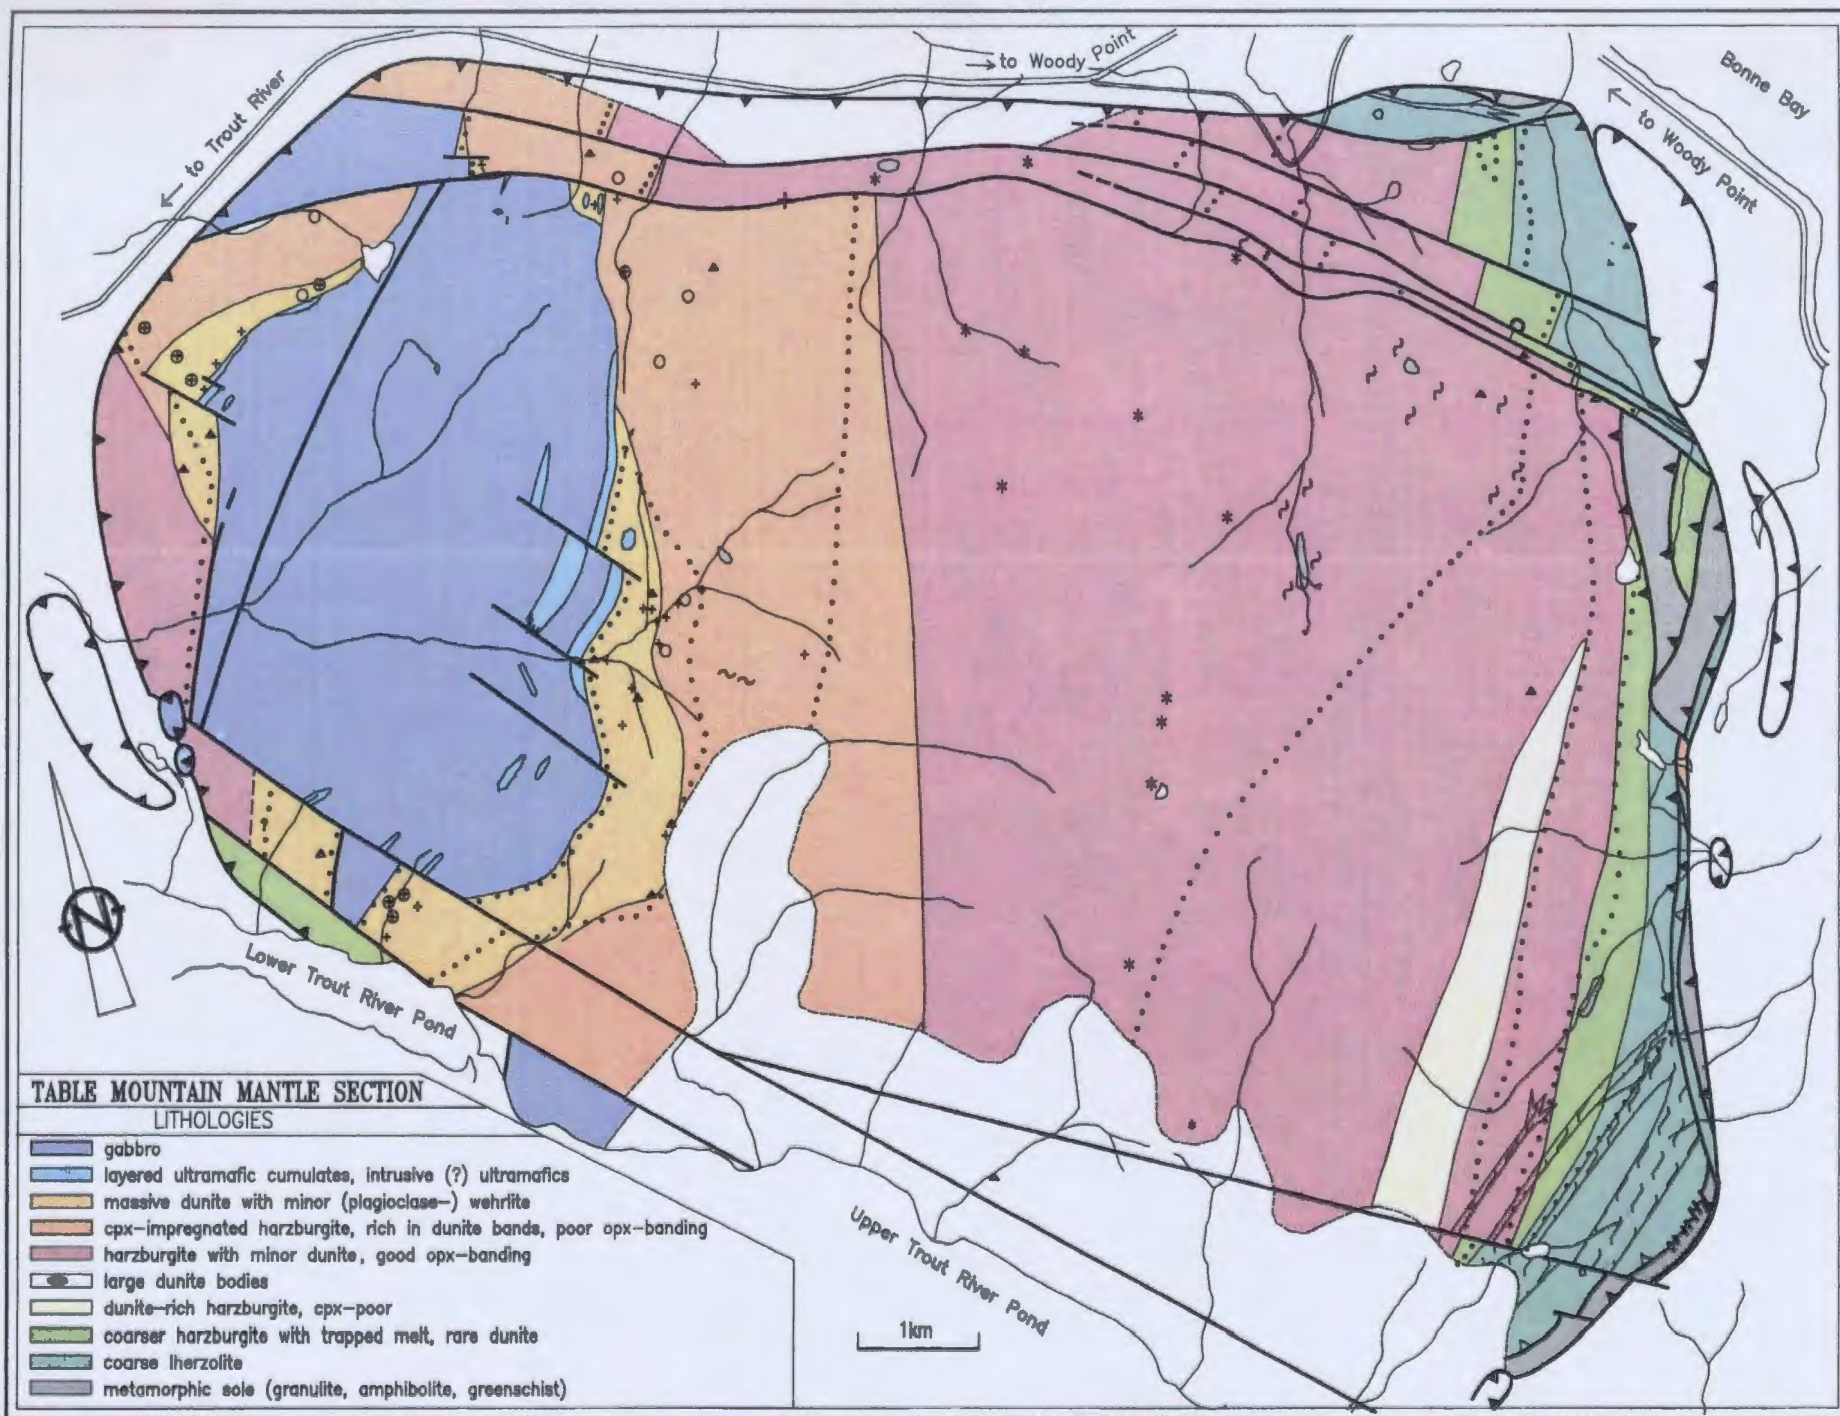 to Woody Point
Bonne Bay
to Trout River
to Woody Point
?
?
N
Lower Trout River Pond
Upper Trout River Pond
1km
TABLE MOUNTAIN MANTLE SECTION
LITHOLOGIES
gabbro
layered ultramafic cumulates, intrusive (?) ultramafics
massive dunite with minor (plagioclase-) wehrlite
cpx-impregnated harzburgite, rich in dunite bands, poor opx-banding
harzburgite with minor dunite, good opx-banding
large dunite bodies
dunite-rich harzburgite, cpx-poor
coarser harzburgite with trapped melt, rare dunite
coarse lherzolite
metamorphic sole (granulite, amphibolite, greenschist)